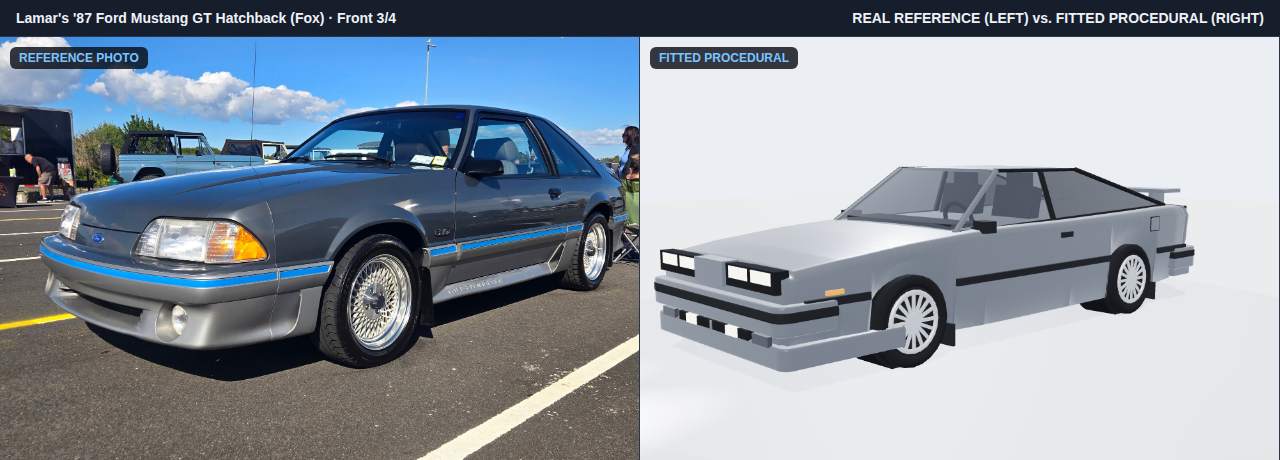 Lamar's '87 Ford Mustang GT Hatchback (Fox) · Front 3/4
REAL REFERENCE (LEFT) vs. FITTED PROCEDURAL (RIGHT)
REFERENCE PHOTO
FITTED PROCEDURAL